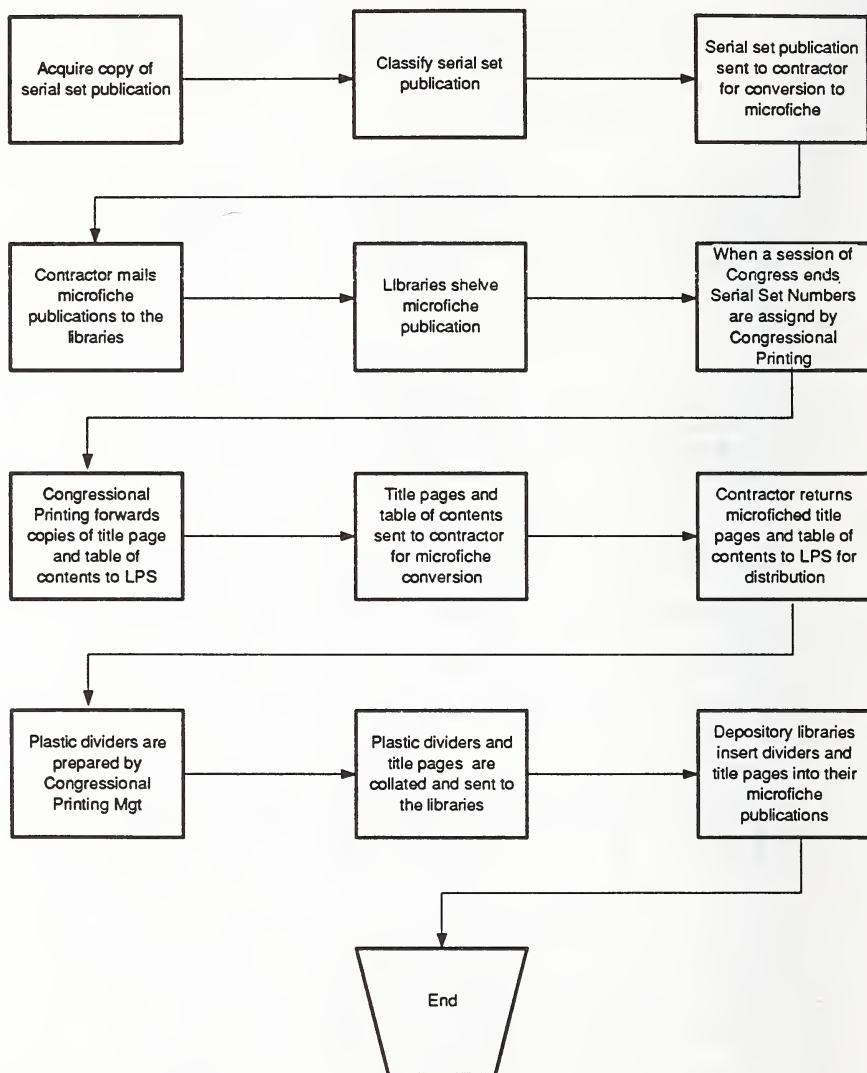 Acquire copy of
serial set publication
Classify serial set
publication
Serial set publication
sent to contractor
for conversion to
microfiche
Contractor mails
microfiche
publications to the
libraries
Libraries shelve
microfiche
publication
When a session of
Congress ends,
Serial Set Numbers
are assignd by
Congressional
Printing
Congressional
Printing forwards
copies of title page
and table of
contents to LPS
Title pages and
table of contents
sent to contractor
for microfiche
conversion
Contractor returns
microfiched title
pages and table of
contents to LPS for
distribution
Plastic dividers are
prepared by
Congressional
Printing Mgt
Plastic dividers and
title pages are
collated and sent to
the libraries
Depository libraries
insert dividers and
title pages into their
microfiche
publications
End